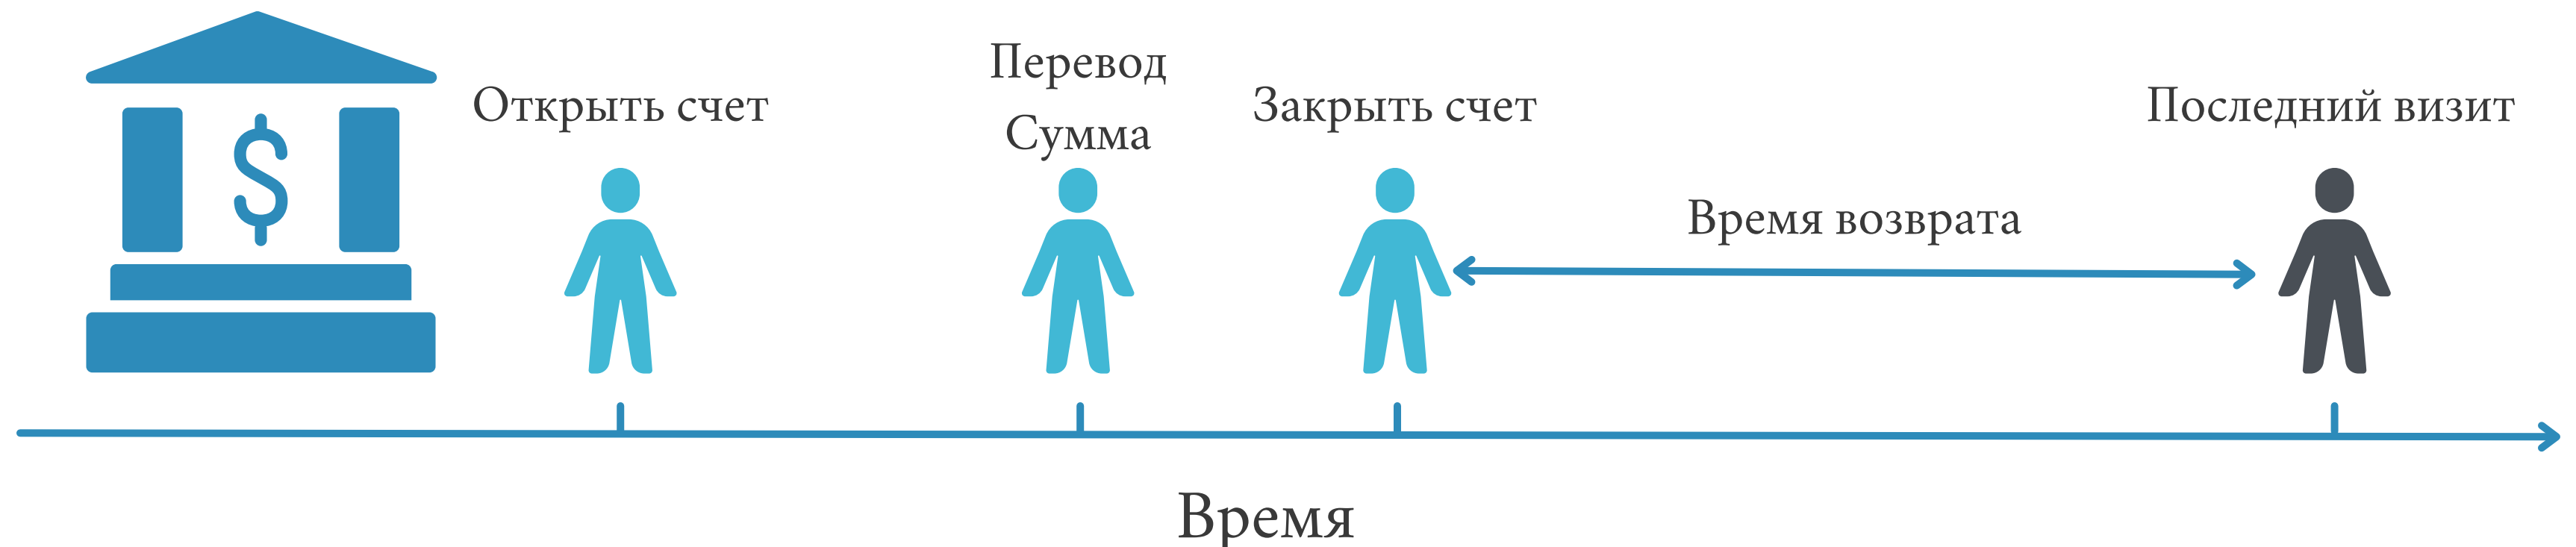 Открыть счет
Перевод
Сумма
Закрыть счет
Последний визит
Время возврата
Время